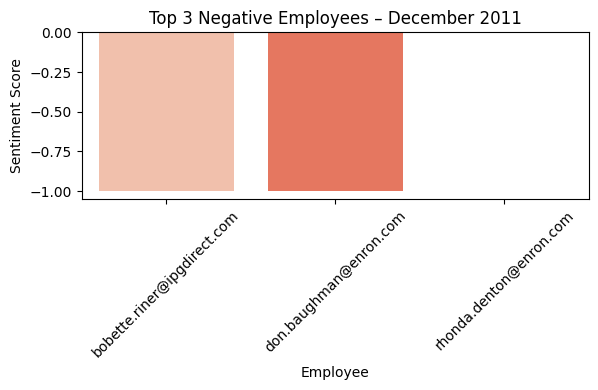 Top 3 Negative Employees – December 2011
Sentiment Score
0.00
−0.25
−0.50
−0.75
−1.00
bobette.riner@ipgdirect.com
don.baughman@enron.com
rhonda.denton@enron.com
Employee